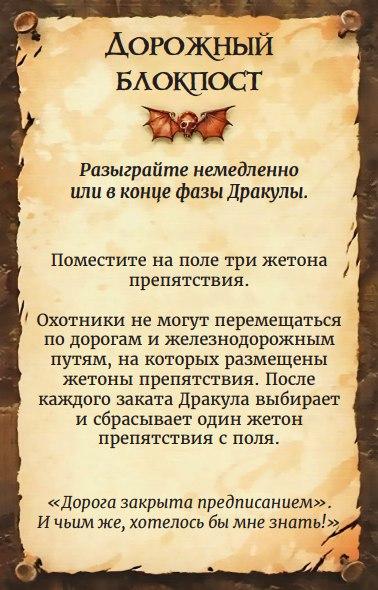 Дорожный
блокпост
Разыграйте немедленно
или в конце фазы Дракулы.
Поместите на поле три жетона
препятствия.
Охотники не могут перемещаться
по дорогам и железнодорожным
путям, на которых размещены
жетоны препятствия. После
каждого заката Дракула выбирает
и сбрасывает один жетон
препятствия с поля.
«Дорога закрыта предписанием».
И чьим же, хотелось бы мне знать!»